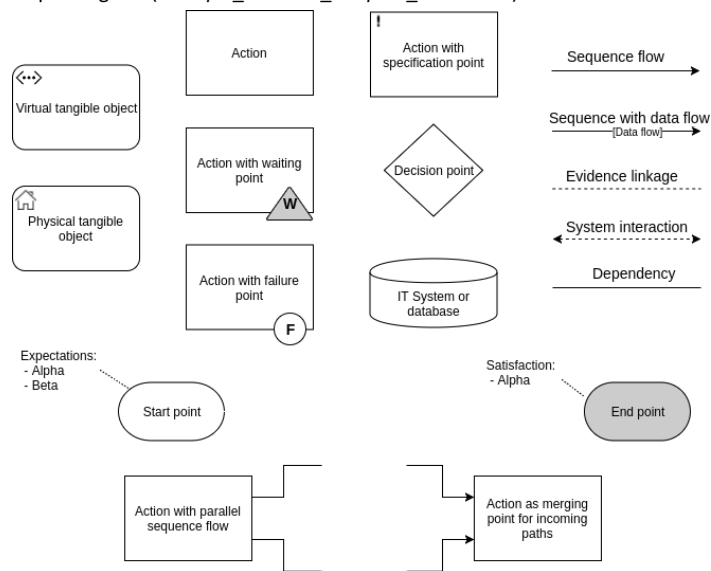 Action
!
Action with
specification point
Sequence flow
Virtual tangible object
Sequence with data flow
[Data flow]
Action with waiting
point
W
Decision point
Evidence linkage
Physical tangible
object
System interaction
Action with failure
point
F
IT System or
database
Dependency
Expectations:
- Alpha
- Beta
Start point
Satisfaction:
- Alpha
End point
Action with parallel
sequence flow
Action as merging
point for incoming
paths